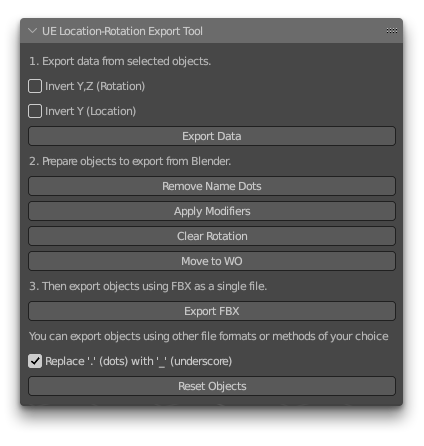 UE Location-Rotation Export Tool
1. Export data from selected objects.
Invert Y,Z (Rotation)
Invert Y (Location)
Export Data
2. Prepare objects to export from Blender.
Remove Name Dots
Apply Modifiers
Clear Rotation
Move to WO
3. Then export objects using FBX as a single file.
Export FBX
You can export objects using other file formats or methods of your choice
Replace '.' (dots) with '_' (underscore)
Reset Objects